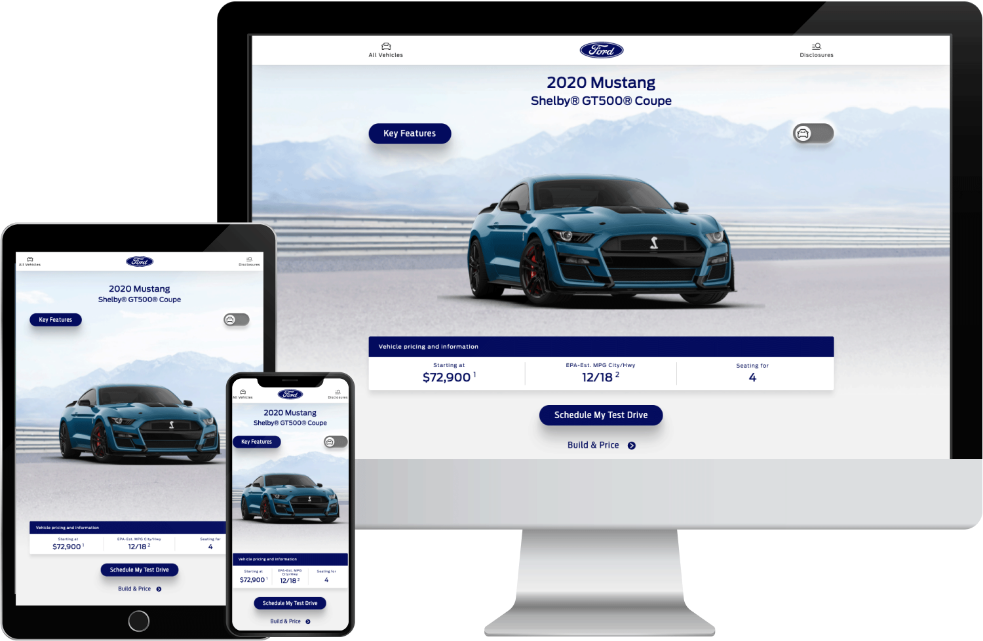 All Vehicles
Ford
Disclosures
2020 Mustang
Shelby® GT500® Coupe
Key Features
Vehicle pricing and information
Starting at
EPA-Est. MPG City/Hwy
Seating for
$72,900 1
12/18 2
4
Schedule My Test Drive
Build & Price
All Vehicles
Ford
Disclosures
2020 Mustang
Shelby® GT500® Coupe
Key Features
Vehicle pricing and information
Starting at
EPA-Est. MPG City/Hwy
Seating for
$72,900 1
12/18 2
4
Schedule My Test Drive
Build & Price
All Vehicles
Ford
Disclosures
2020 Mustang
Shelby® GT500® Coupe
Key Features
Vehicle pricing and information
Starting at
EPA-Est. MPG
City/Hwy
Seating for
$72,900 1
12/18 2
4
Schedule My Test Drive
Build & Price